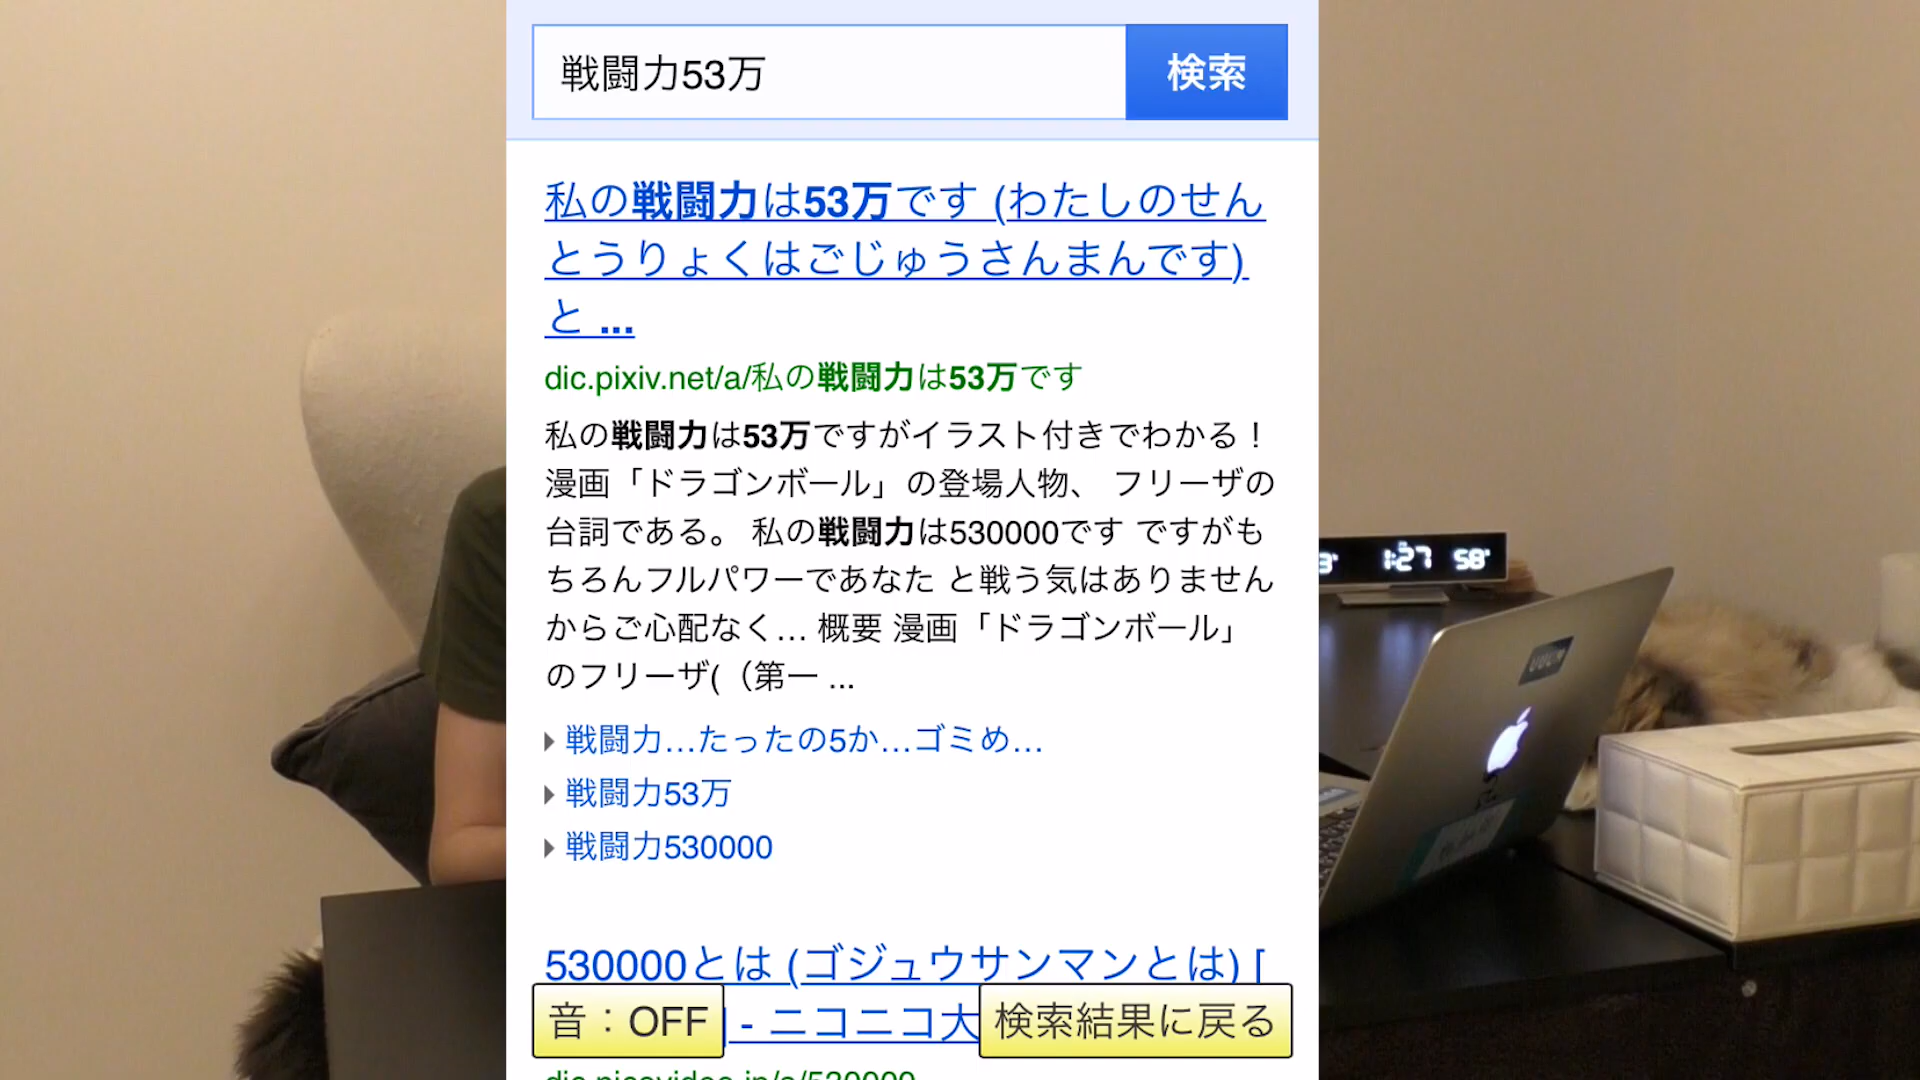 戦闘力53万
検索
私の戦闘力は53万です (わたしのせん
とうりょくはごじゅうさんまんです)
と ...
dic.pixiv.net/a/私の戦闘力は53万です
私の戦闘力は53万ですがイラスト付きでわかる！
漫画「ドラゴンボール」の登場人物、 フリーザの
台詞である。 私の戦闘力は530000です ですがも
ちろんフルパワーであなた と戦う気はありません
からご心配なく... 概要 漫画「ドラゴンボール」
のフリーザ(（第一 ...
戦闘力...たったの5か...ゴミめ...
戦闘力53万
戦闘力530000
530000とは (ゴジュウサンマンとは) [
- ニコニコ大
音：OFF
検索結果に戻る
dic.nicovideo.jp/a/530000
1:27 58°